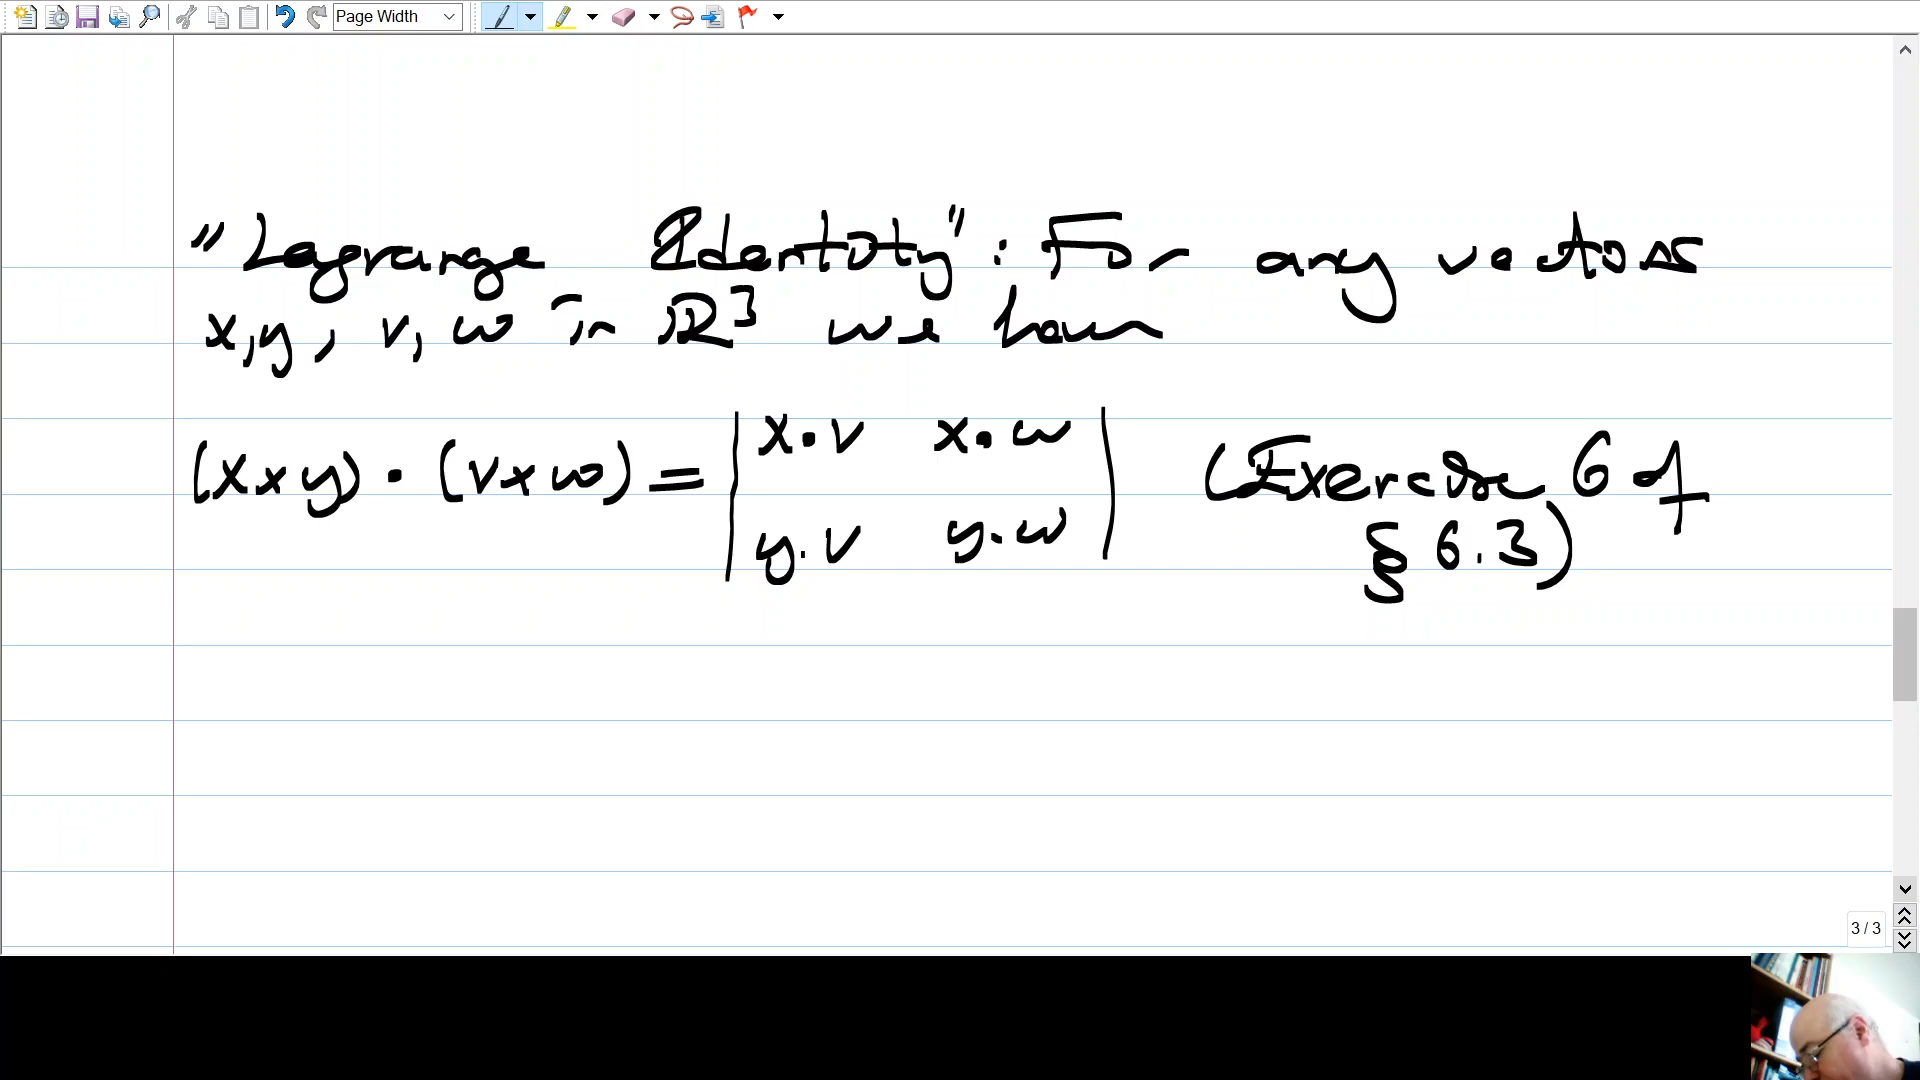 Page Width
"Lagrange Identity": For any vectors
x,y, v, w in ℝ³ we have
(x×y)·(v×w) = | x·v x·w | (Exercise 6 of
| y.v y.w | § 6.3)
3 / 3